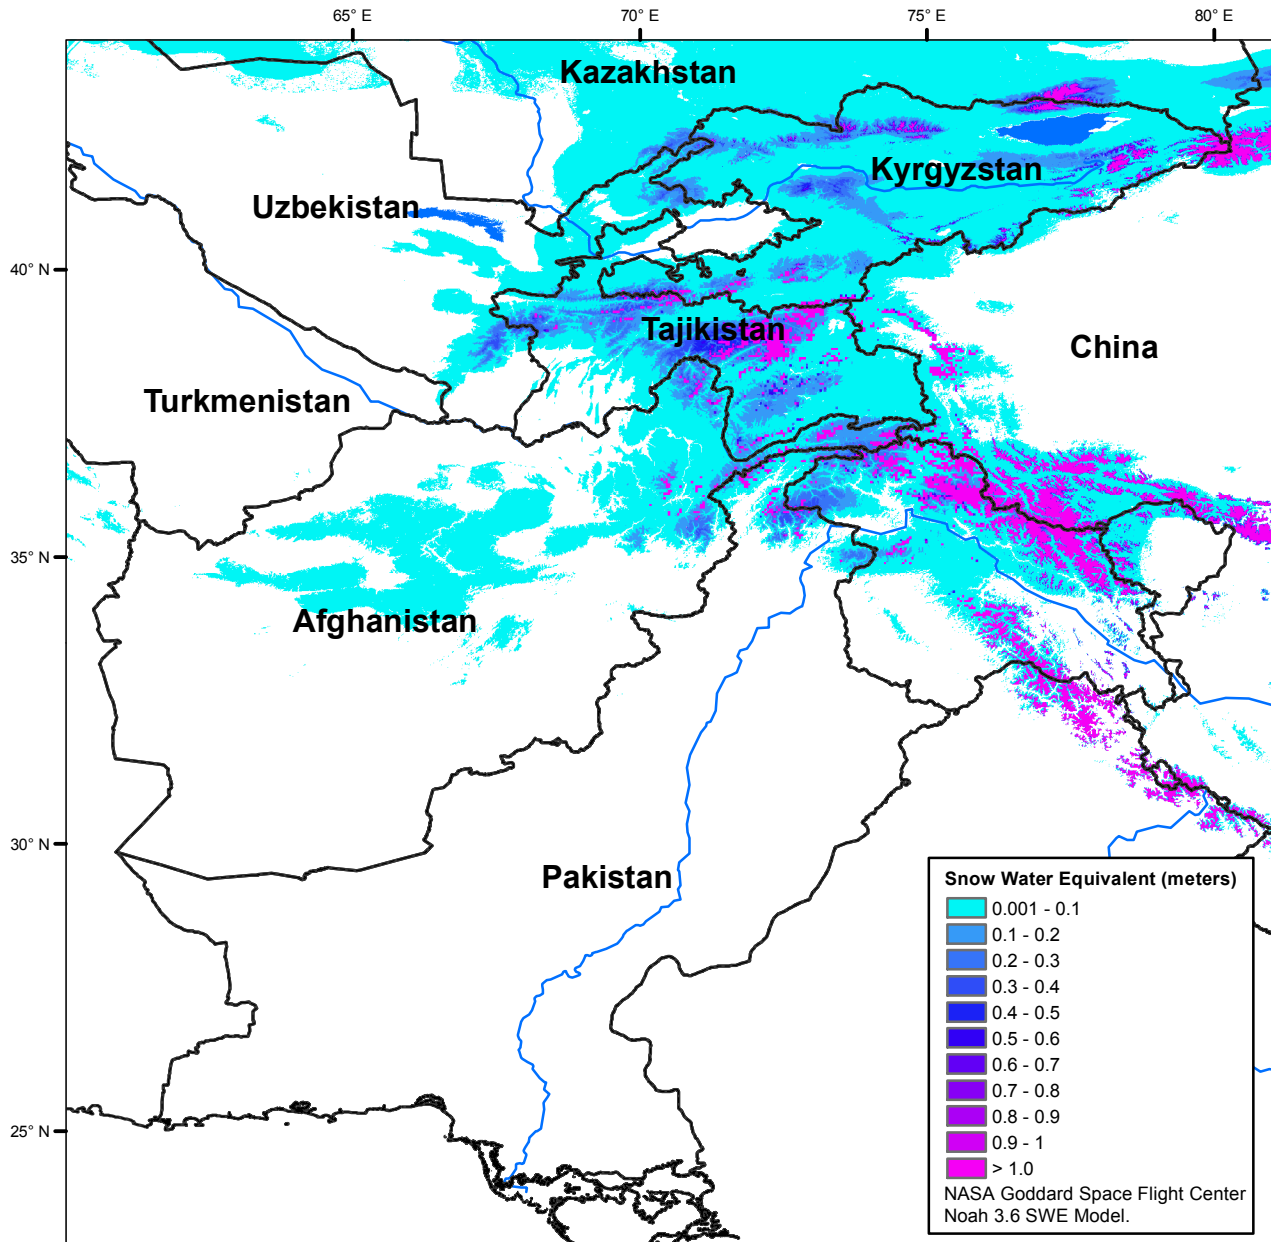 65° E
70° E
75° E
80° E
Kazakhstan
Kyrgyzstan
Uzbekistan
40° N
Tajikistan
China
Turkmenistan
35° N
Afghanistan
30° N
Pakistan
25° N
Snow Water Equivalent (meters)
0.001 - 0.1
0.1 - 0.2
0.2 - 0.3
0.3 - 0.4
0.4 - 0.5
0.5 - 0.6
0.6 - 0.7
0.7 - 0.8
0.8 - 0.9
0.9 - 1
> 1.0
NASA Goddard Space Flight Center
Noah 3.6 SWE Model.